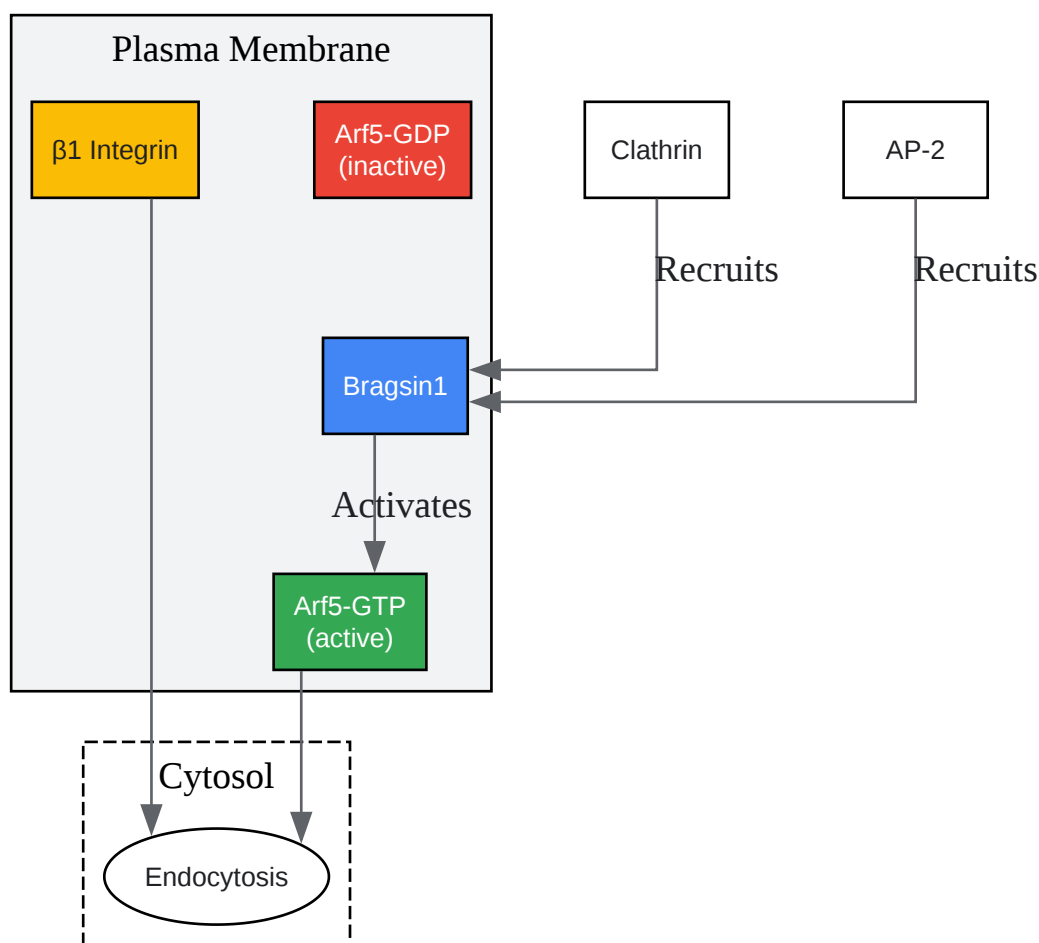 Plasma Membrane
β1 Integrin
Arf5-GDP
(inactive)
Clathrin
AP-2
Recruits
Recruits
Bragsin1
Activates
Arf5-GTP
(active)
Cytosol
Endocytosis